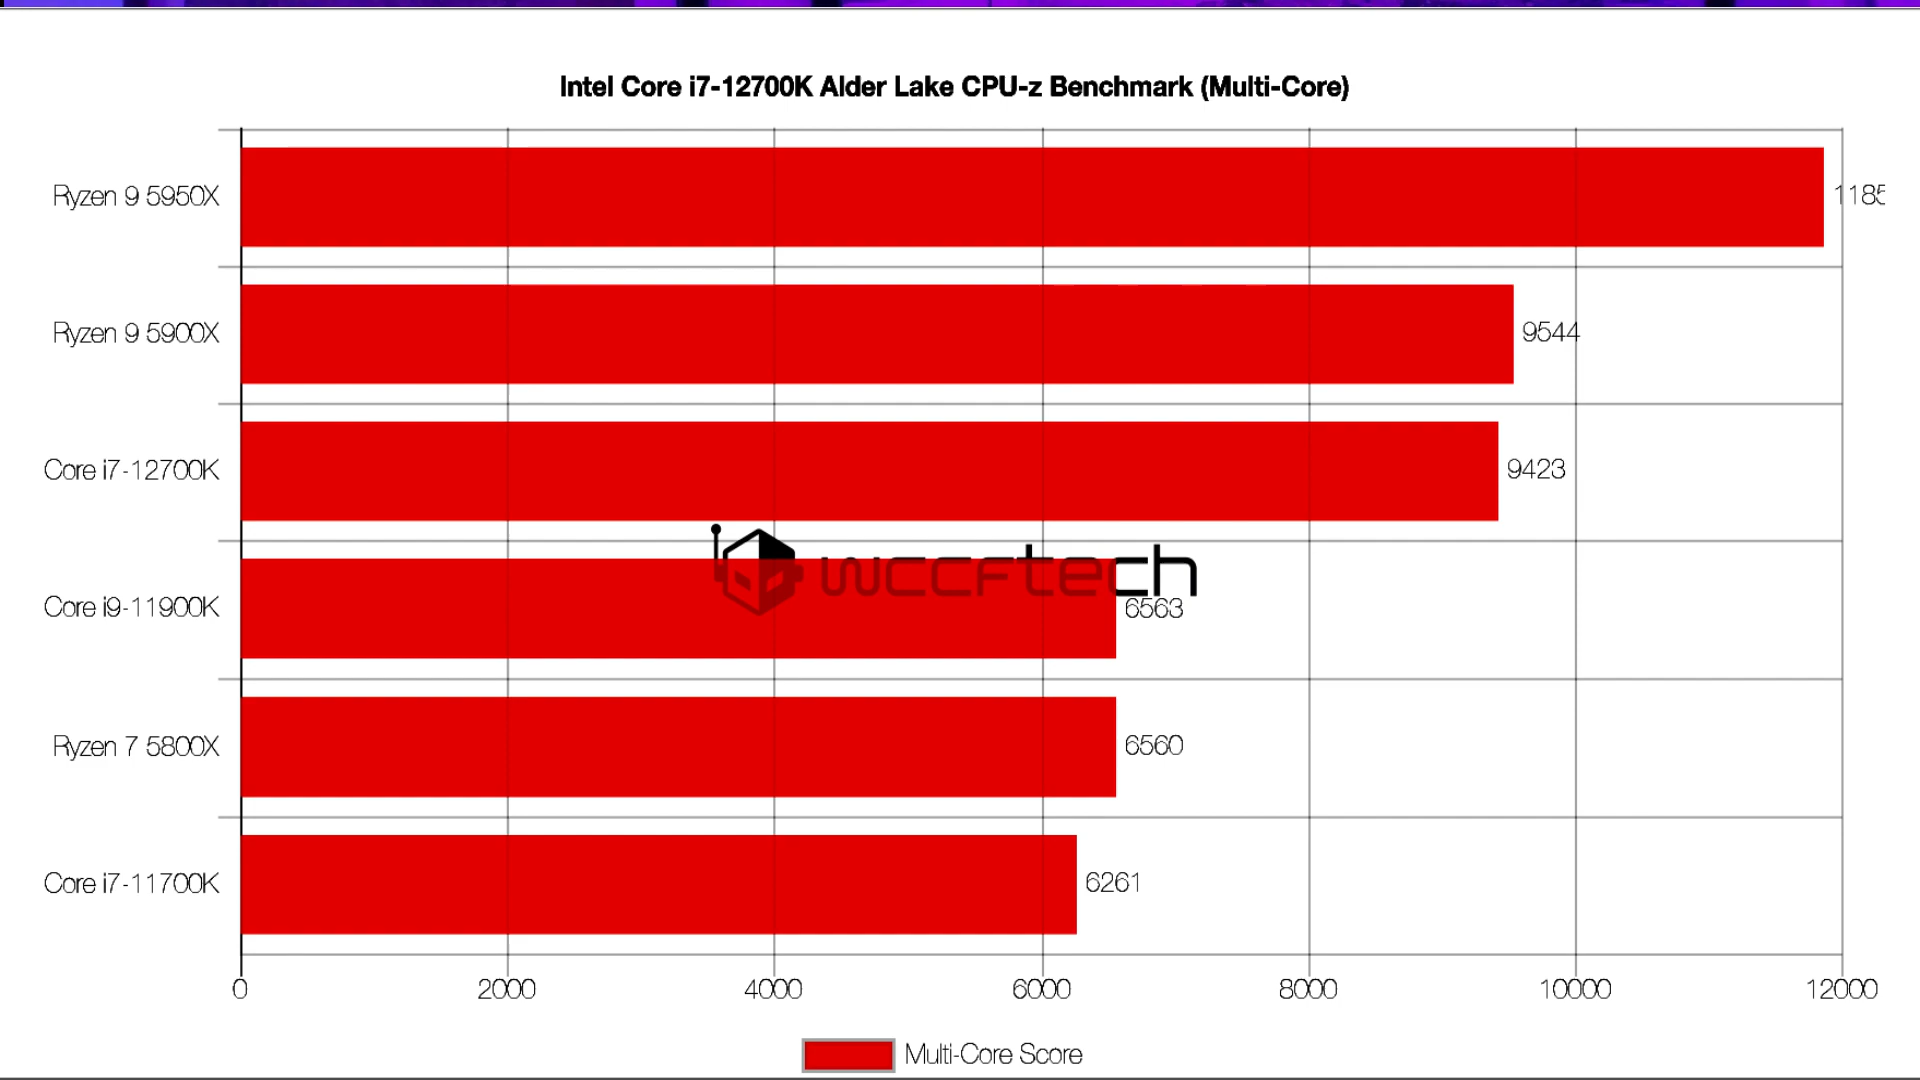 Intel Core i7-12700K Alder Lake CPU-z Benchmark (Multi-Core)
Ryzen 9 5950X
Ryzen 9 5900X
9544
Core i7-12700K
9423
wccftech
Core i9-11900K
6563
Ryzen 7 5800X
6560
Core i7-11700K
6261
0 2000 4000 6000 8000 10000 12000
Multi-Core Score